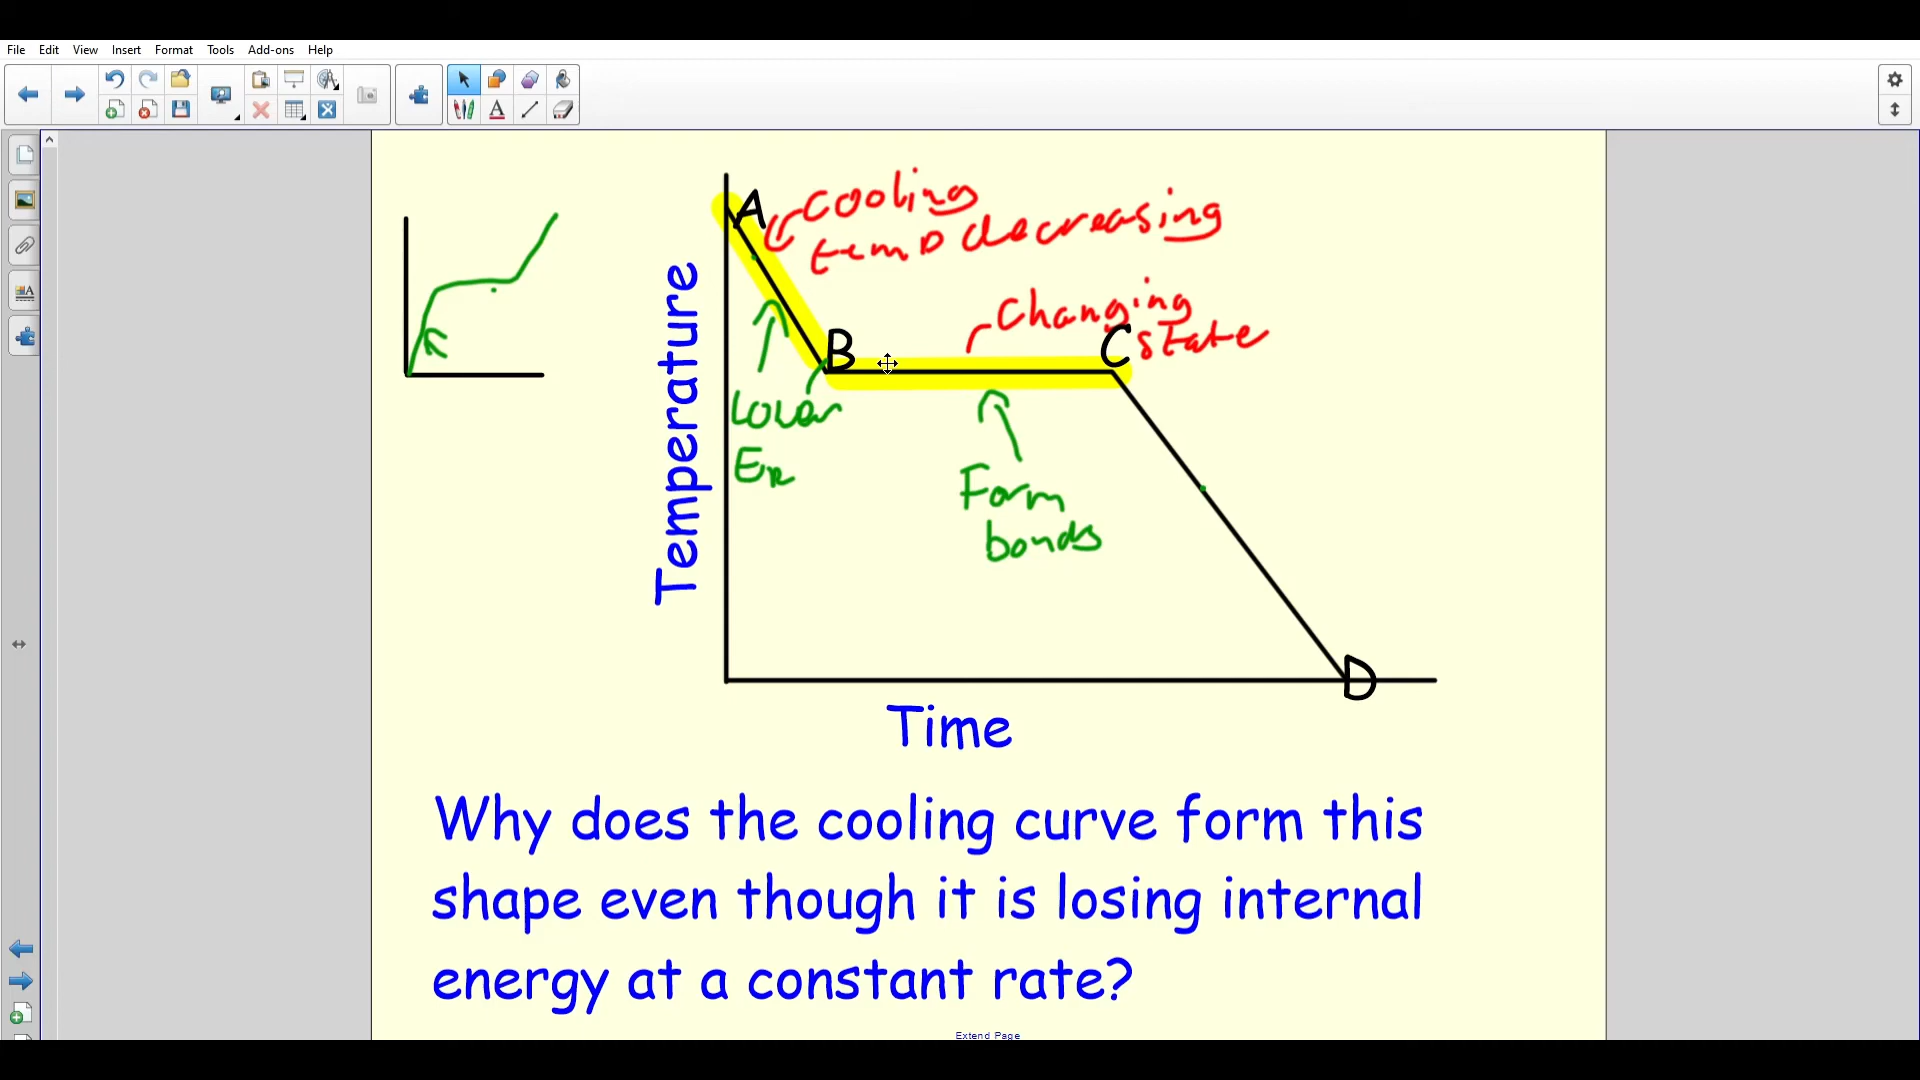 File Edit View Insert Format Tools Add-ons Help
A
cooling
temp decreasing
Changing
state
B
C
Temperature
Lower
Ek
Form
bonds
D
Time
Why does the cooling curve form this
shape even though it is losing internal
energy at a constant rate?
Extend Page